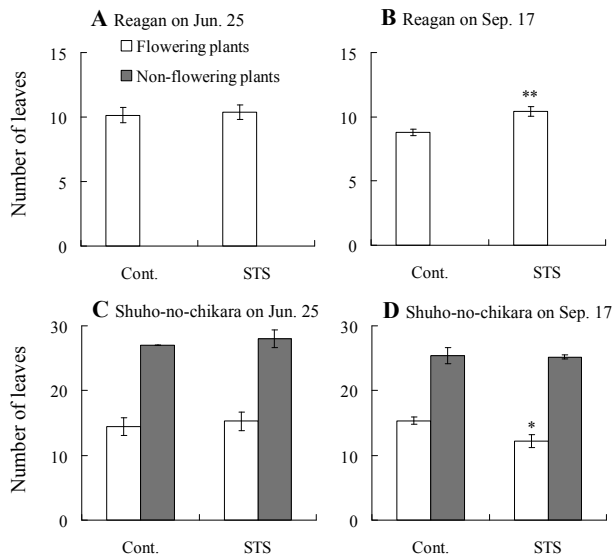 A Reagan on Jun. 25
Flowering plants
Non-flowering plants
Number of leaves
15
10
5
0
Cont.
STS
B Reagan on Sep. 17
**
15
10
5
0
Cont.
STS
C Shuho-no-chikara on Jun. 25
Number of leaves
30
20
10
0
Cont.
STS
D Shuho-no-chikara on Sep. 17
*
30
20
10
0
Cont.
STS